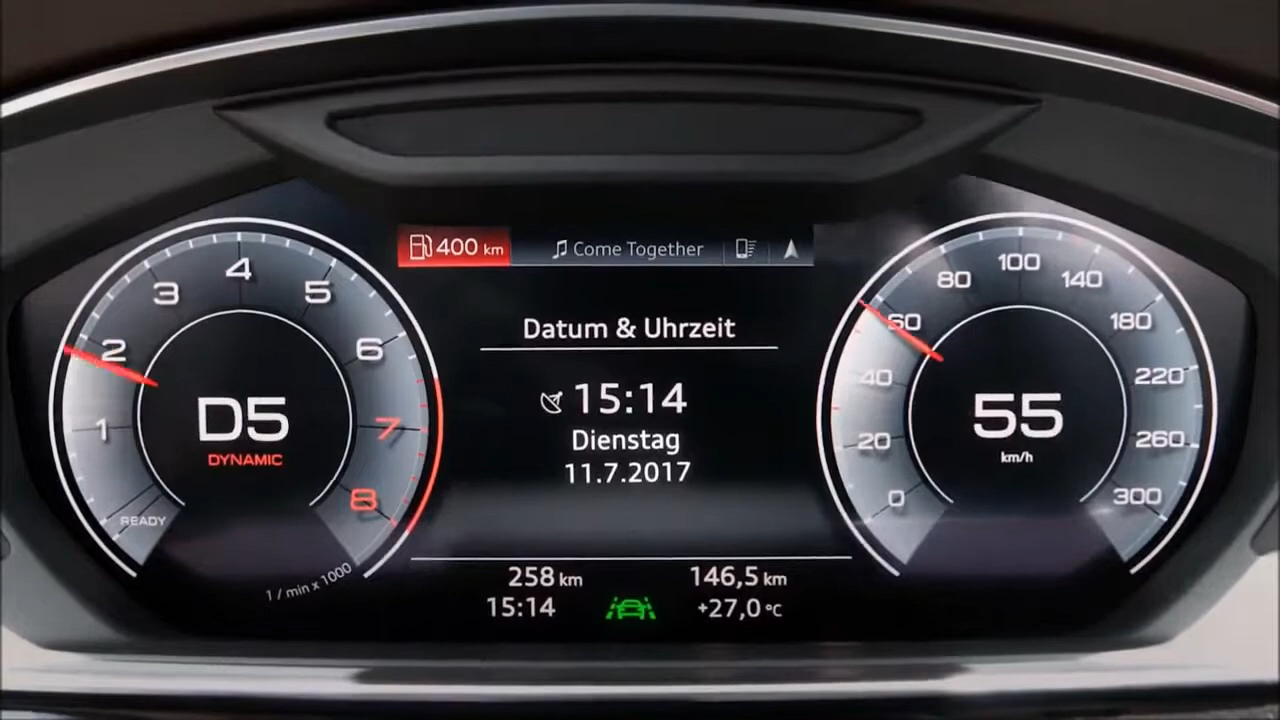 400 km
Come Together
Datum & Uhrzeit
15:14
Dienstag
11.7.2017
258 km
146,5 km
15:14
+27,0 °C
READY
1
2
3
4
5
6
7
8
D5
DYNAMIC
1 / min x 1000
0
20
40
60
80
100
140
180
220
260
300
55
km/h